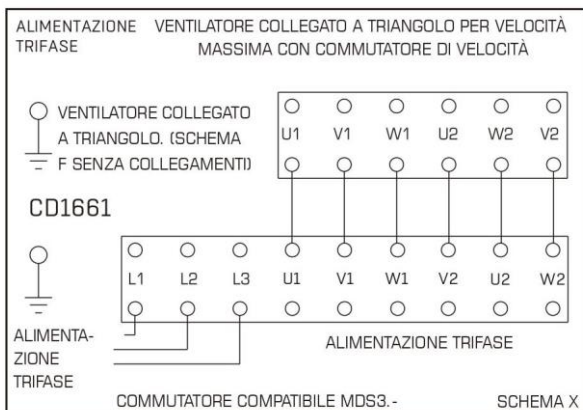 ALIMENTAZIONE TRIFASE
VENTILATORE COLLEGATO A TRIANGOLO PER VELOCITÀ
MASSIMA CON COMMUTATORE DI VELOCITÀ
VENTILATORE COLLEGATO
A TRIANGOLO. (SCHEMA
F SENZA COLLEGAMENTI)
U1 V1 W1 U2 W2 V2
CD1661
L1 L2 L3 U1 V1 W1 V2 U2 W2
ALIMENTA-
ZIONE
TRIFASE
ALIMENTAZIONE TRIFASE
COMMUTATORE COMPATIBILE MDS3.-
SCHEMA X